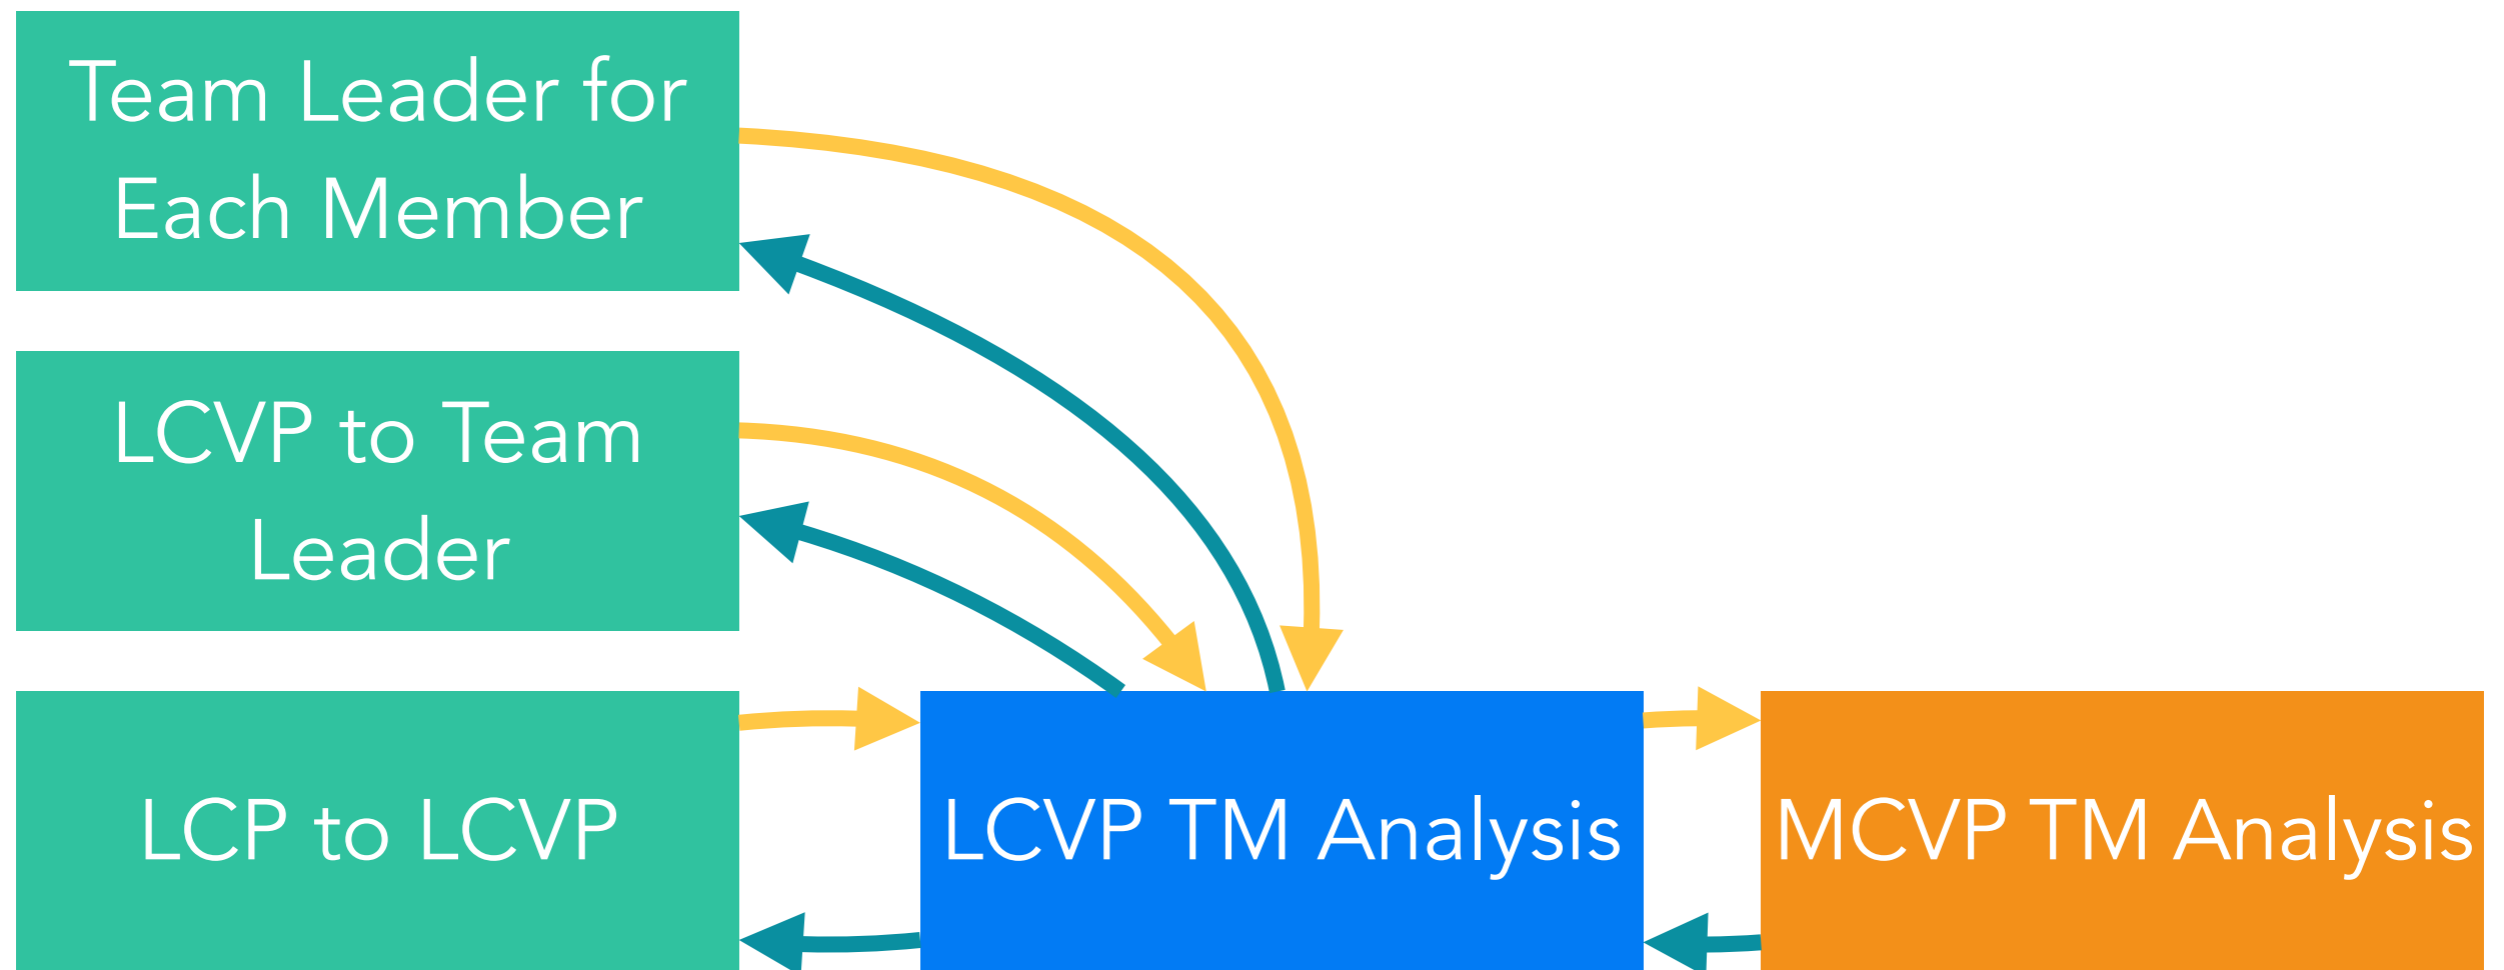 Team Leader for
Each Member
LCVP to Team
Leader
LCP to LCVP
LCVP TM Analysis
MCVP TM Analysis